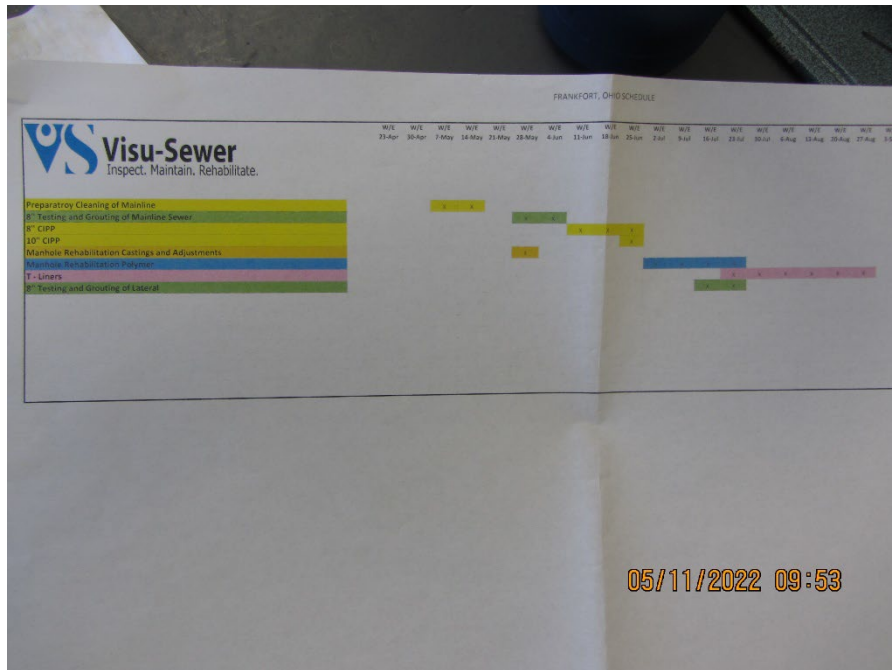 FRANKFORT, OHIO SCHEDULE
W/E W/E W/E W/E W/E W/E W/E W/E W/E W/E W/E W/E W/E W/E W/E W/E W/E W/E W/E
23-Apr 30-Apr 7-May 14-May 21-May 28-May 4-Jun 11-Jun 18-Jun 25-Jun 2-Jul 9-Jul 16-Jul 23-Jul 30-Jul 6-Aug 20-Aug 27-Aug
VS Visu-Sewer
Inspect. Maintain. Rehabilitate.
Preparatroy Cleaning of Mainline x x
8" Testing and Grouting of Mainline Sewer x x
8" CIPP x x x
10" CIPP x
Manhole Rehabilitation Castings and Adjustments x
Manhole Rehabilitation Polymer
T - Liners x x x x x x
8" Testing and Grouting of Lateral x x
05/11/2022 09:53